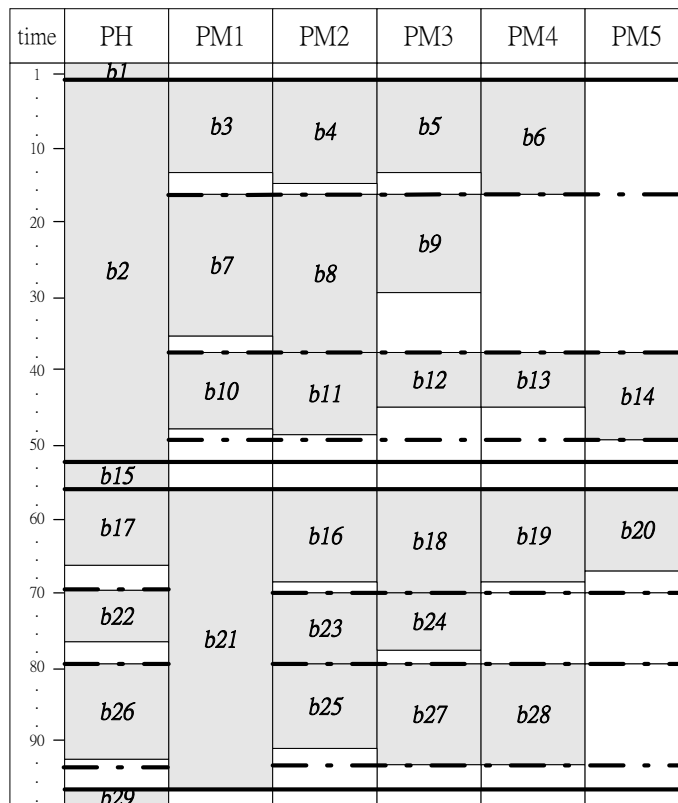 time PH PM1 PM2 PM3 PM4 PM5
1 b1
.
. b3 b4 b5 b6
10
.
.
20
. b2 b7 b8 b9
.
30
.
.
40 b10 b11 b12 b13 b14
.
.
50
. b15
.
60 b17 b16 b18 b19 b20
.
.
70
. b22 b21 b23 b24
.
80
. b26 b25 b27 b28
.
90
.
. b29